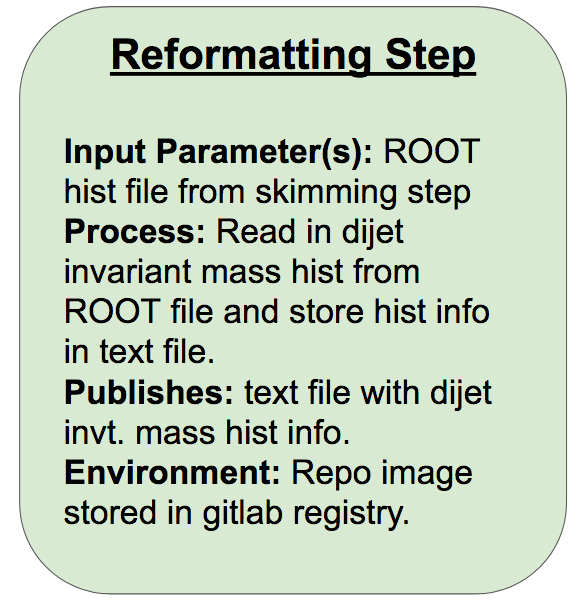 Reformatting Step
Input Parameter(s): ROOT
hist file from skimming step
Process: Read in dijet
invariant mass hist from
ROOT file and store hist info
in text file.
Publishes: text file with dijet
invt. mass hist info.
Environment: Repo image
stored in gitlab registry.